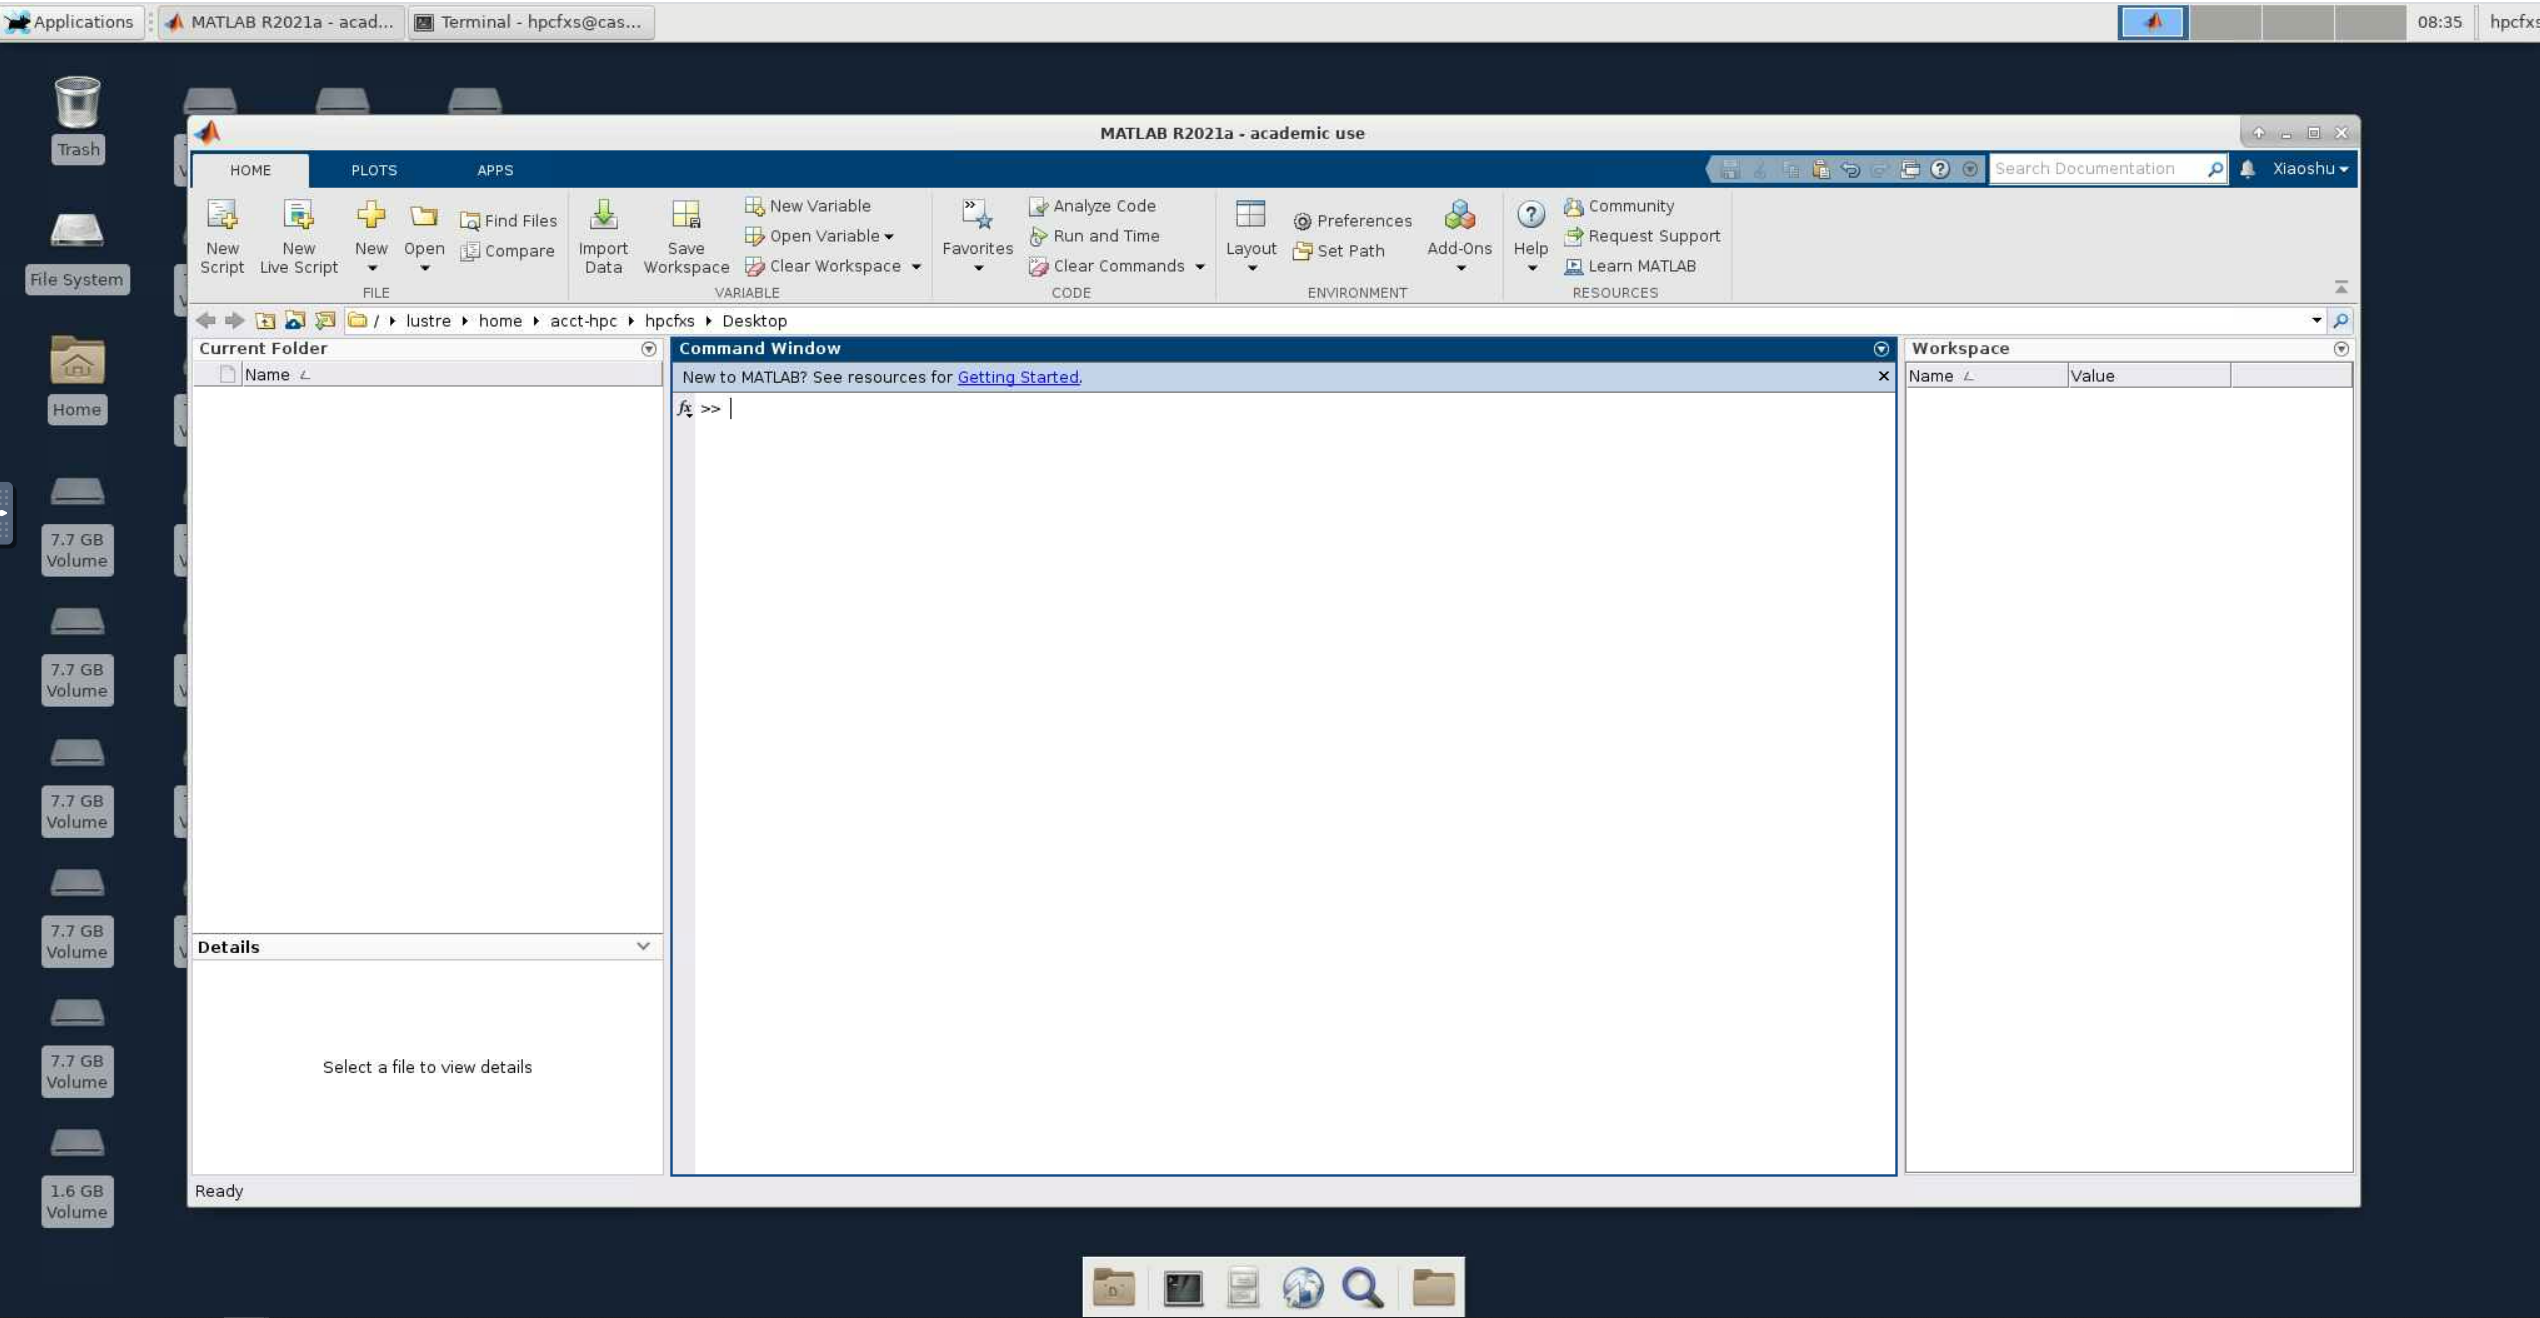 Applications
MATLAB R2021a - acad...
Terminal - hpcfxs@cas...
08:35
hpcfxs
Trash
File System
Home
7.7 GB
Volume
7.7 GB
Volume
7.7 GB
Volume
7.7 GB
Volume
7.7 GB
Volume
1.6 GB
Volume
MATLAB R2021a - academic use
HOME
PLOTS
APPS
Search Documentation
Xiaoshu
New
Script
New
Live Script
New
Open
Find Files
Compare
FILE
Import
Data
Save
Workspace
New Variable
Open Variable
Clear Workspace
VARIABLE
Favorites
Analyze Code
Run and Time
Clear Commands
CODE
Layout
Preferences
Set Path
Add-Ons
ENVIRONMENT
Help
Community
Request Support
Learn MATLAB
RESOURCES
/ lustre home acct-hpc hpcfxs Desktop
Current Folder
Name
Command Window
New to MATLAB? See resources for Getting Started.
fx >>
Workspace
Name
Value
Details
Select a file to view details
Ready